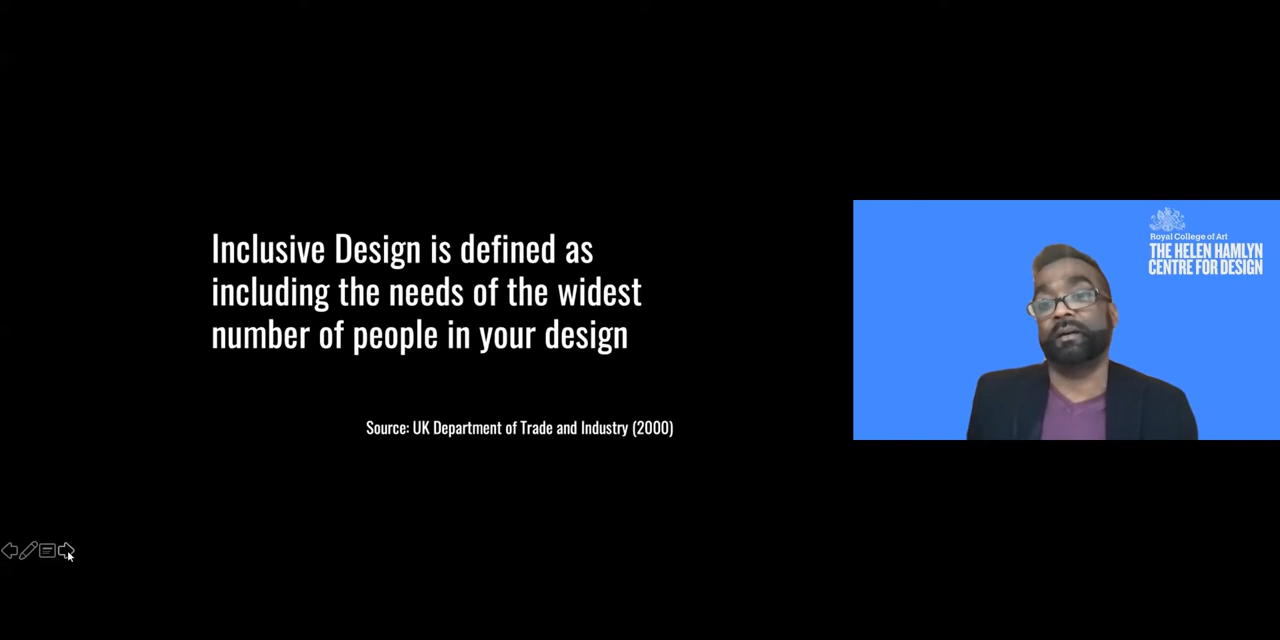 Inclusive Design is defined as
including the needs of the widest
number of people in your design
Source: UK Department of Trade and Industry (2000)
Royal College of Art
THE HELEN HAMLYN
CENTRE FOR DESIGN